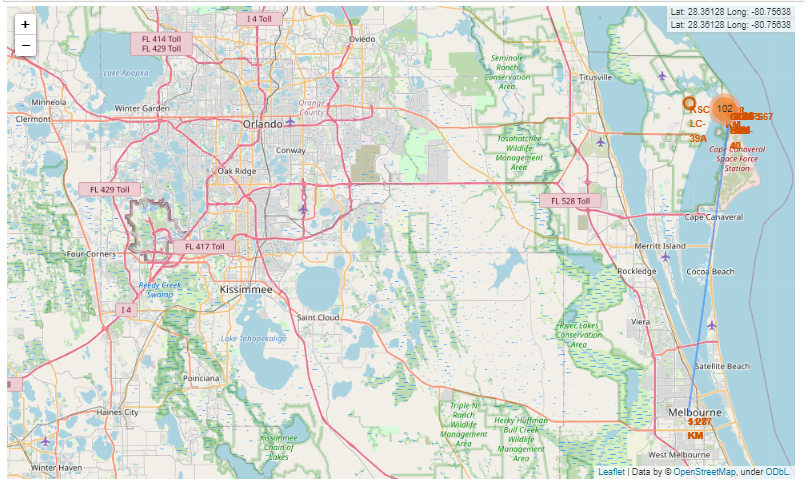 +
−
Lat: 28.36128 Long: -80.75638
Lat: 28.36128 Long: -80.75638
I 4 Toll
FL 414 Toll
FL 429 Toll
Oviedo
Lake Apopka
Seminole
Ranch
Conservation
Area
Titusville
Minneola
Winter Garden
Orange
County
KSC
LC-
39A
102
Clermont
Orlando
Conway
Tosohatchee
Wildlife
Management
Area
40
Cape Canaveral
Space Force
Station
Oak Ridge
FL 429 Toll
FL 528 Toll
Cape Canaveral
FL 417 Toll
Four Corners
Merritt Island
Rockledge
Cocoa Beach
Reedy Creek
Swamp
Kissimmee
I 4
Saint Cloud
Viera
River Lakes
Conservation
Area
Lake Tohopekaliga
Satellite Beach
Poinciana
Haines City
Triple N
Ranch
Wildlife
Management
Area
Herky Huffman
Bull Creek
Wildlife
Management
Area
Melbourne
KM
Kissimmee
Chain of
Lakes
West Melbourne
Winter Haven
Leaflet | Data by © OpenStreetMap, under ODbL.